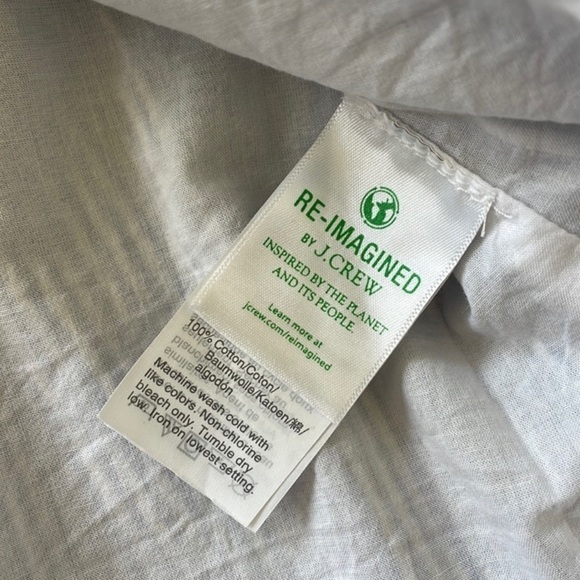 RE-IMAGINED
BY J.CREW
INSPIRED BY THE PLANET
AND ITS PEOPLE
Learn more at
jcrew.com/reimagined
100% Cotton/Coton/
Baumwolle/Katoen/綿/
algodón
Machine wash cold with
like colors. Non-chlorine
bleach only. Tumble dry
low. Iron on lowest setting.